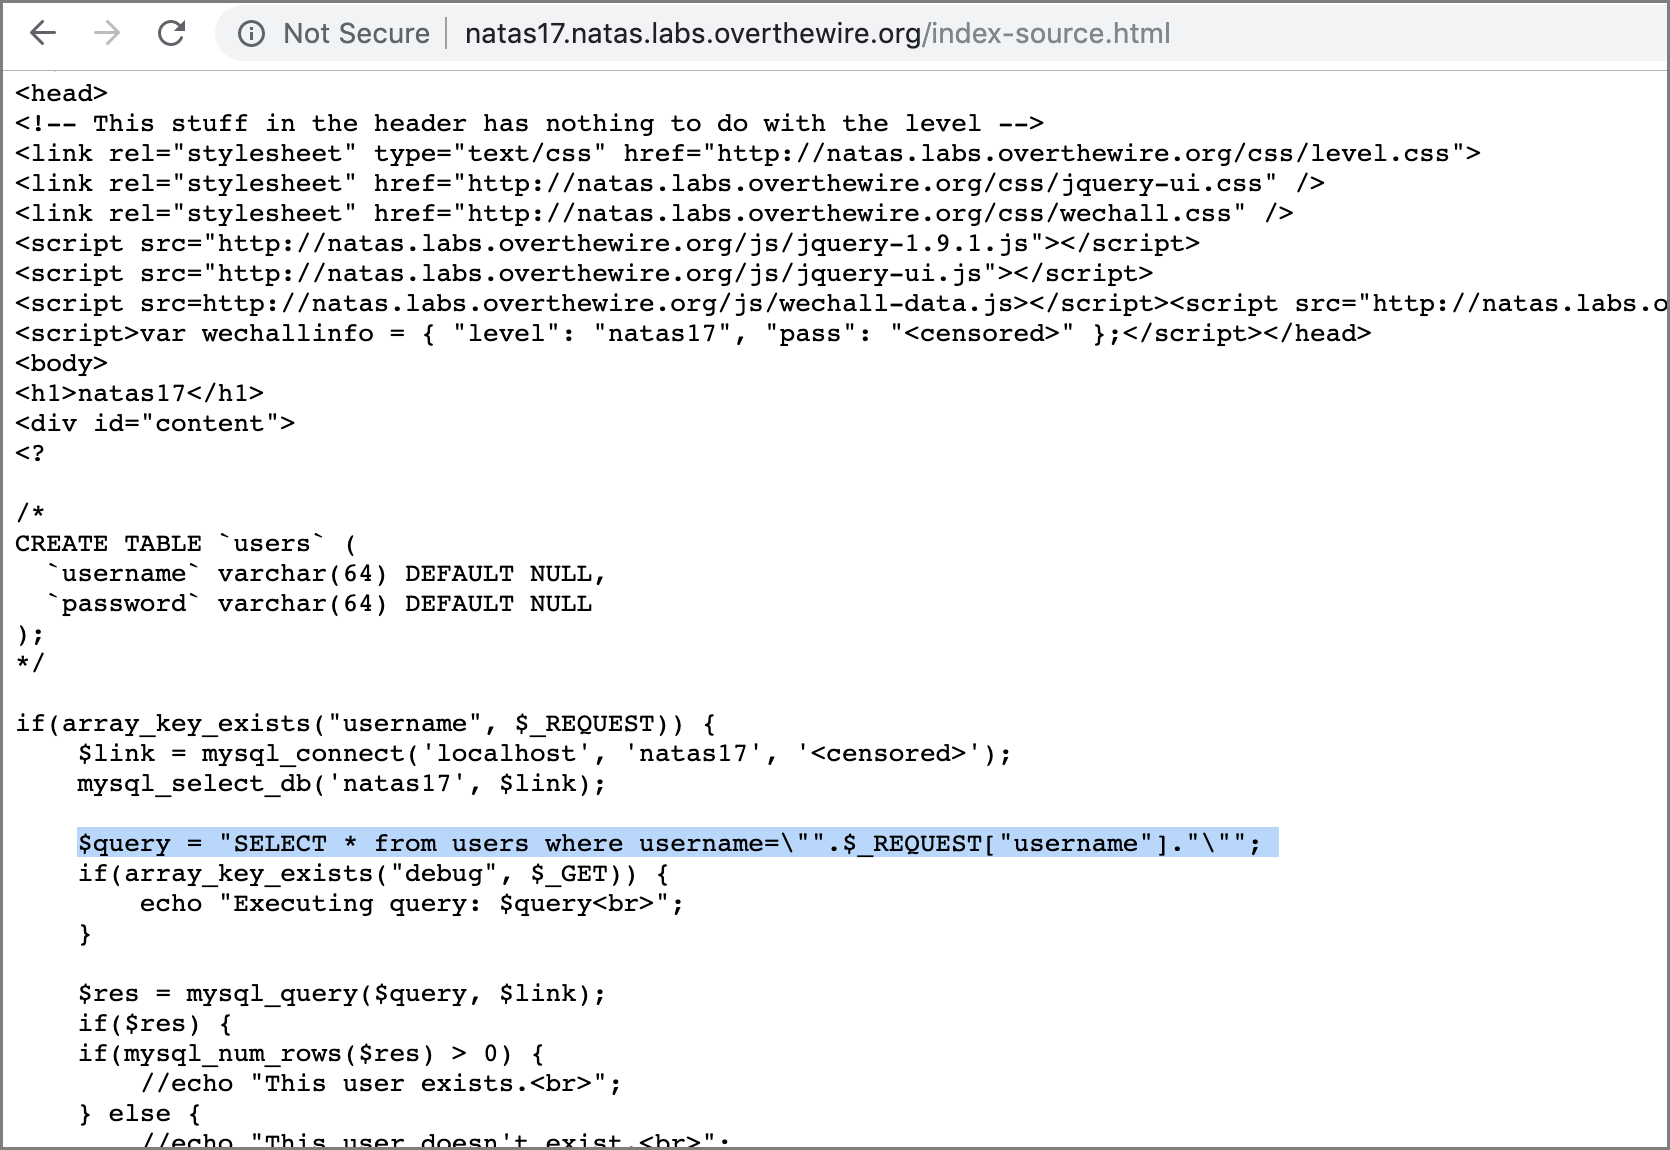 Not Secure | natas17.natas.labs.overthewire.org/index-source.html
<head>
<!-- This stuff in the header has nothing to do with the level -->
<link rel="stylesheet" type="text/css" href="http://natas.labs.overthewire.org/css/level.css">
<link rel="stylesheet" href="http://natas.labs.overthewire.org/css/jquery-ui.css" />
<link rel="stylesheet" href="http://natas.labs.overthewire.org/css/wechall.css" />
<script src="http://natas.labs.overthewire.org/js/jquery-1.9.1.js"></script>
<script src="http://natas.labs.overthewire.org/js/jquery-ui.js"></script>
<script src=http://natas.labs.overthewire.org/js/wechall-data.js></script><script src="http://natas.labs.o
<script>var wechallinfo = { "level": "natas17", "pass": "<censored>" };</script></head>
<body>
<h1>natas17</h1>
<div id="content">
<?
/*
CREATE TABLE `users` (
  `username` varchar(64) DEFAULT NULL,
  `password` varchar(64) DEFAULT NULL
);
*/
if(array_key_exists("username", $_REQUEST)) {
    $link = mysql_connect('localhost', 'natas17', '<censored>');
    mysql_select_db('natas17', $link);
    $query = "SELECT * from users where username=\"".$_REQUEST["username"]."\"";
    if(array_key_exists("debug", $_GET)) {
        echo "Executing query: $query<br>";
    }
    $res = mysql_query($query, $link);
    if($res) {
    if(mysql_num_rows($res) > 0) {
        //echo "This user exists.<br>";
    } else {
        //echo "This user doesn't exist.<br>";